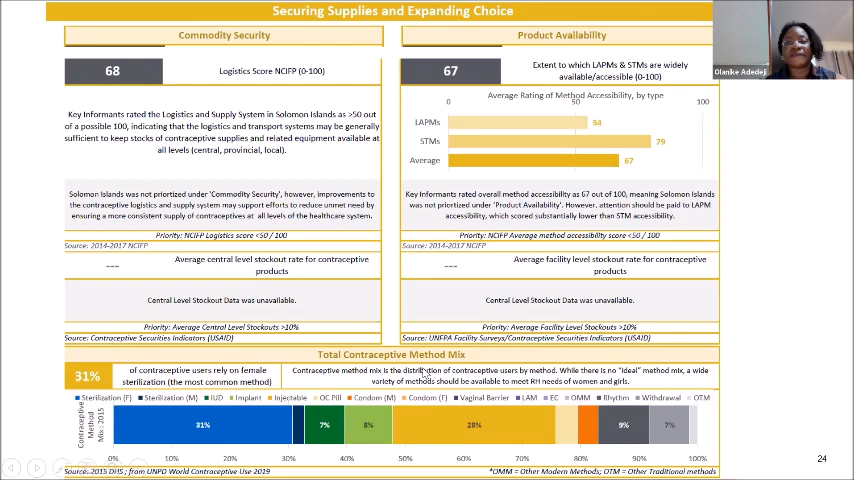 Securing Supplies and Expanding Choice
Commodity Security
68
Logistics Score NCIFP (0-100)
Key Informants rated the Logistics and Supply System in Solomon Islands as >50 out
of a possible 100, indicating that the logistics and transport systems may be generally
sufficient to keep stocks of contraceptive supplies and related equipment available at
all levels (central, provincial, local).
Solomon Islands was not prioritized under 'Commodity Security', however, improvements to
the contraceptive logistics and supply system may support efforts to reduce unmet need by
ensuring a more consistent supply of contraceptives at all levels of the healthcare system.
Priority: NCIFP Logistics score <50 / 100
Source: 2014-2017 NCIFP
---
Average central level stockout rate for contraceptive
products
Central Level Stockout Data was unavailable.
Priority: Average Central Level Stockouts >10%
Source: Contraceptive Securities Indicators (USAID)
Product Availability
67
Extent to which LAPMs & STMs are widely
available/accessible (0-100)
Average Rating of Method Accessibility, by type
0 50 100
LAPMs 54
STMs 79
Average 67
Key Informants rated overall method accessibility as 67 out of 100, meaning Solomon Islands
was not prioritized under 'Product Availability'. However, attention should be paid to LAPM
accessibility, which scored substantially lower than STM accessibility.
Priority: NCIFP Average method accessibility score <50 / 100
Source: 2014-2017 NCIFP
---
Average facility level stockout rate for contraceptive
products
Central Level Stockout Data was unavailable.
Priority: Average Facility Level Stockouts >10%
Source: UNFPA Facility Surveys/Contraceptive Securities Indicators (USAID)
Olanike Adedeji
Total Contraceptive Method Mix
31%
of contraceptive users rely on female
sterilization (the most common method)
Contraceptive method mix is the distribution of contraceptive users by method. While there is no "ideal" method mix, a wide
variety of methods should be available to meet RH needs of women and girls.
Sterilization (F) Sterilization (M) IUD Implant Injectable OC Pill Condom (M) Condom (F) Vaginal Barrier LAM EC OMM Rhythm Withdrawal OTM
Contraceptive
Method
Mix : 2015
31% 7% 8% 28% 9% 7%
0% 10% 20% 30% 40% 50% 60% 70% 80% 90% 100%
Source: 2015 DHS ; from UNPD World Contraceptive Use 2019
*OMM = Other Modern Methods; OTM = Other Traditional methods
24